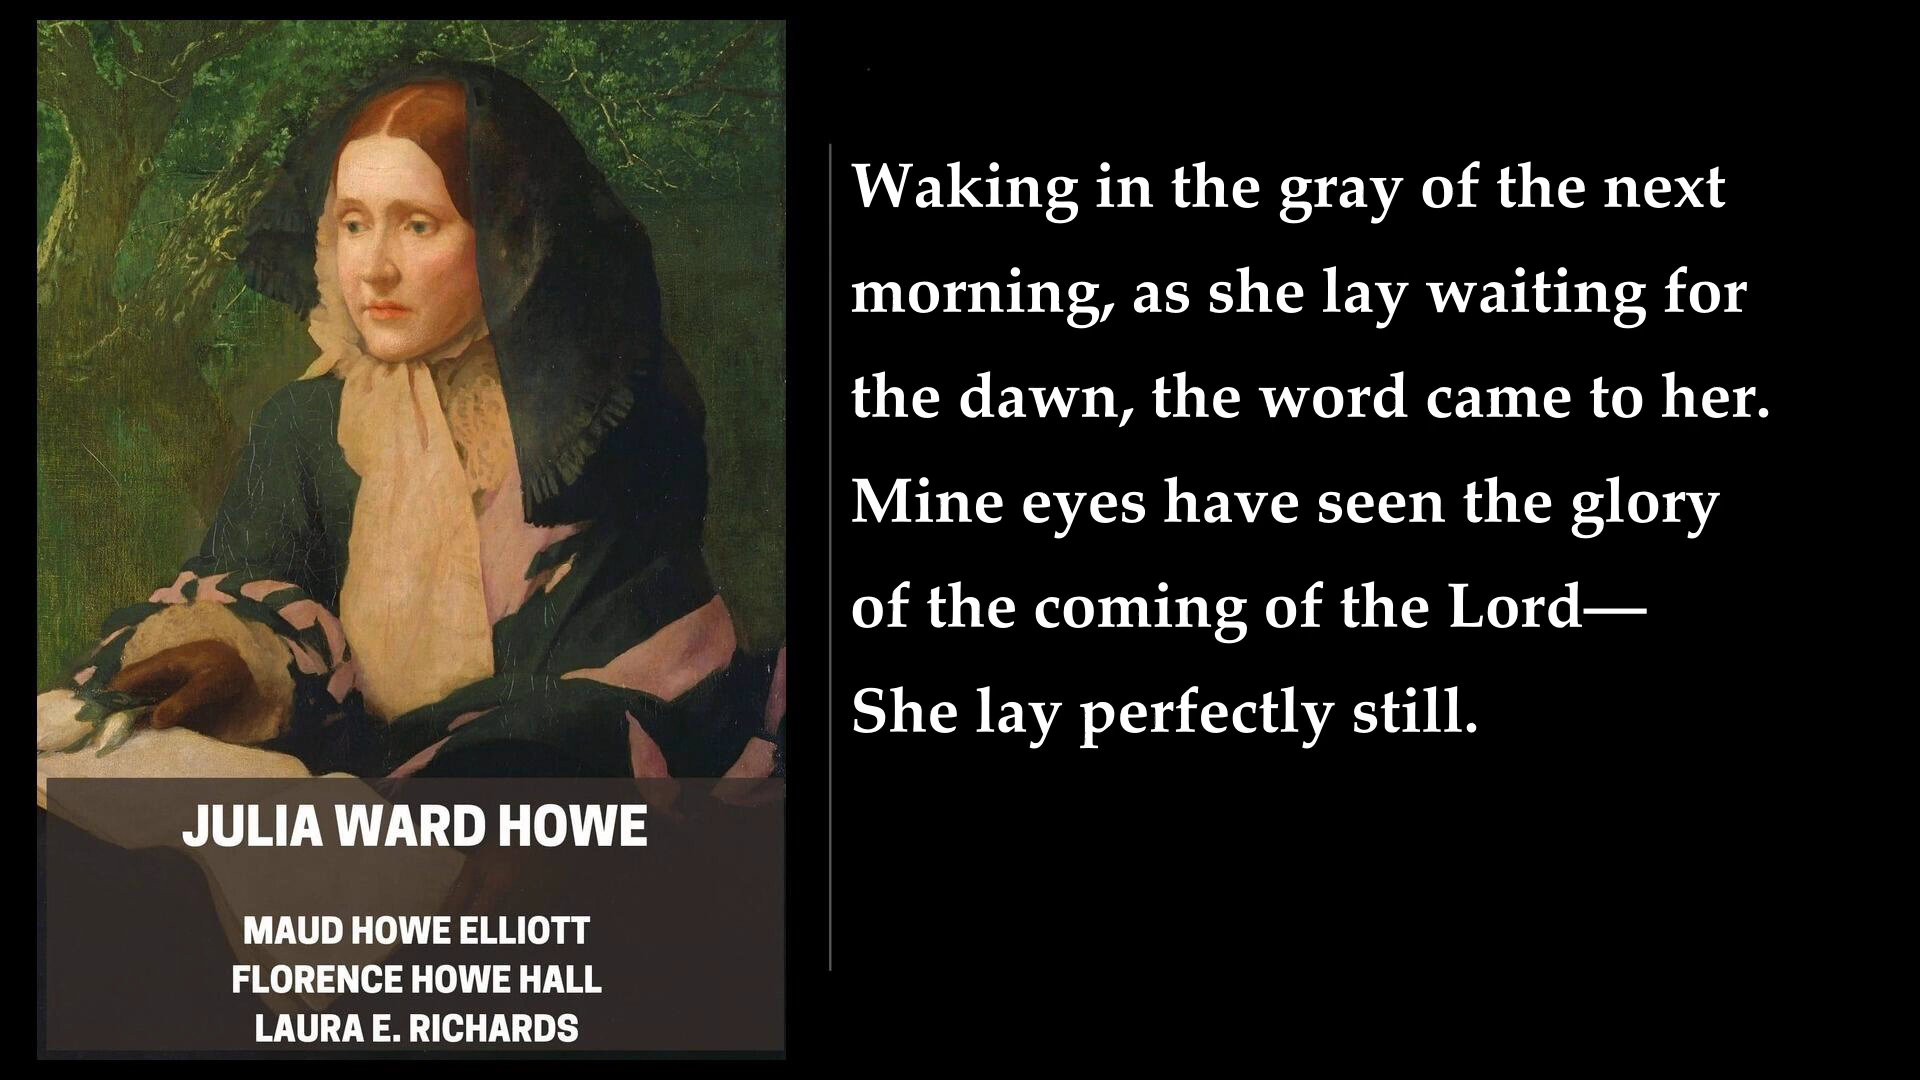 JULIA WARD HOWE
MAUD HOWE ELLIOTT
FLORENCE HOWE HALL
LAURA E. RICHARDS
Waking in the gray of the next
morning, as she lay waiting for
the dawn, the word came to her.
Mine eyes have seen the glory
of the coming of the Lord—
She lay perfectly still.